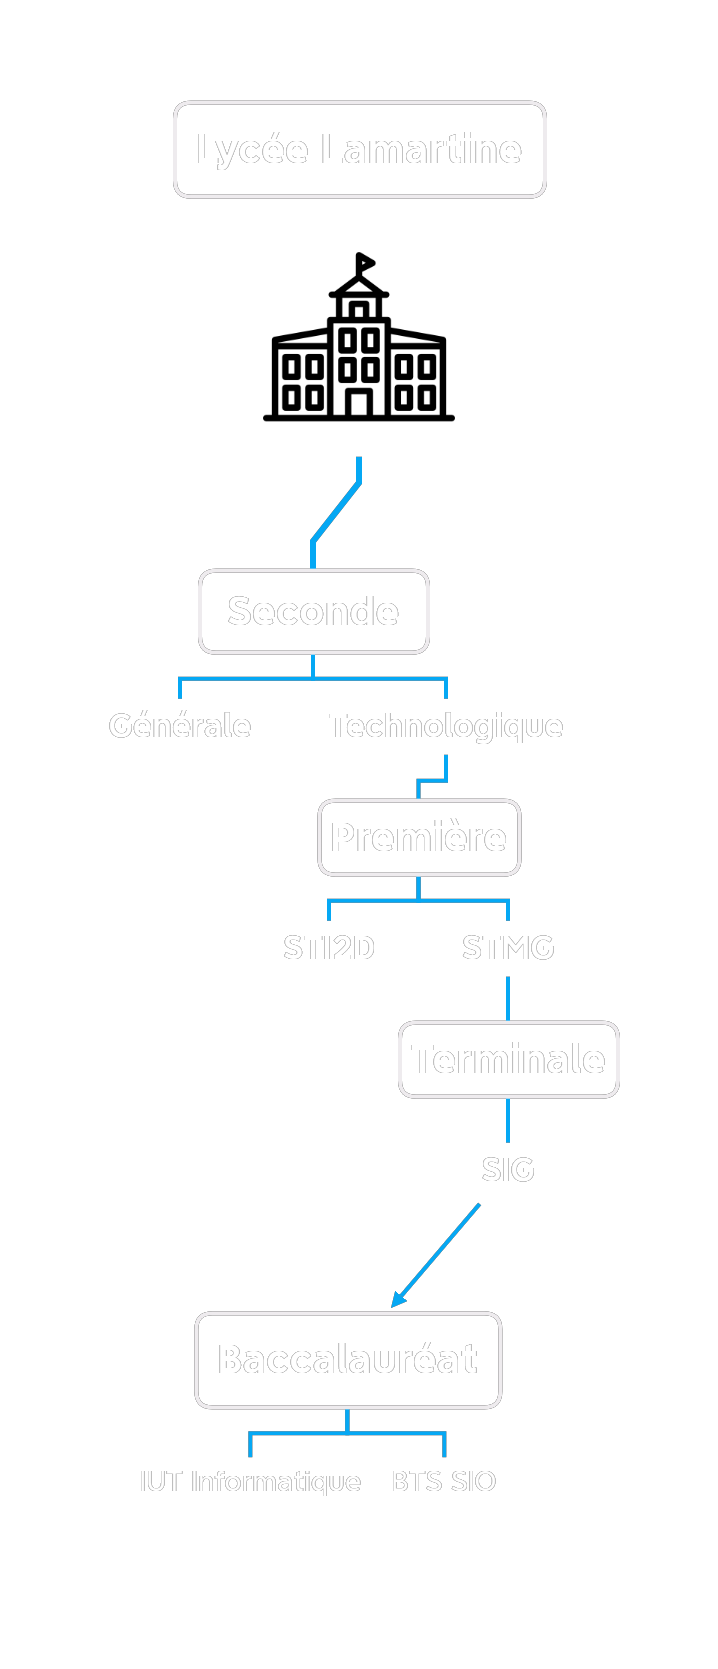 Lycée Lamartine
Seconde
Générale
Technologique
Première
STI2D
STMG
Terminale
SIG
Baccalauréat
IUT Informatique
BTS SIO